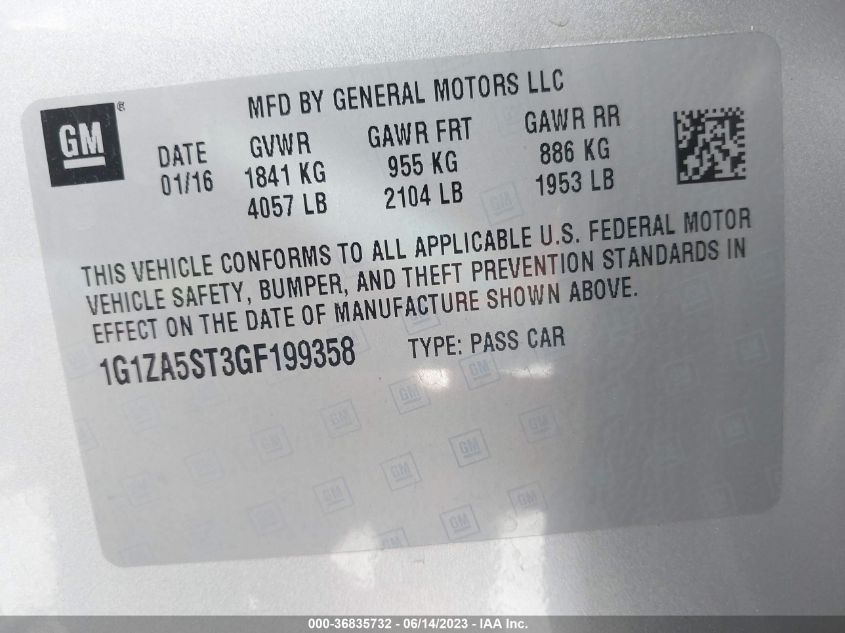 MFD BY GENERAL MOTORS LLC
GM ®
DATE GVWR GAWR FRT GAWR RR
01/16 1841 KG 955 KG 886 KG
4057 LB 2104 LB 1953 LB
THIS VEHICLE CONFORMS TO ALL APPLICABLE U.S. FEDERAL MOTOR
VEHICLE SAFETY, BUMPER, AND THEFT PREVENTION STANDARDS IN
EFFECT ON THE DATE OF MANUFACTURE SHOWN ABOVE.
1G1ZA5ST3GF199358 TYPE: PASS CAR
000-36835732 - 06/14/2023 - IAA Inc.